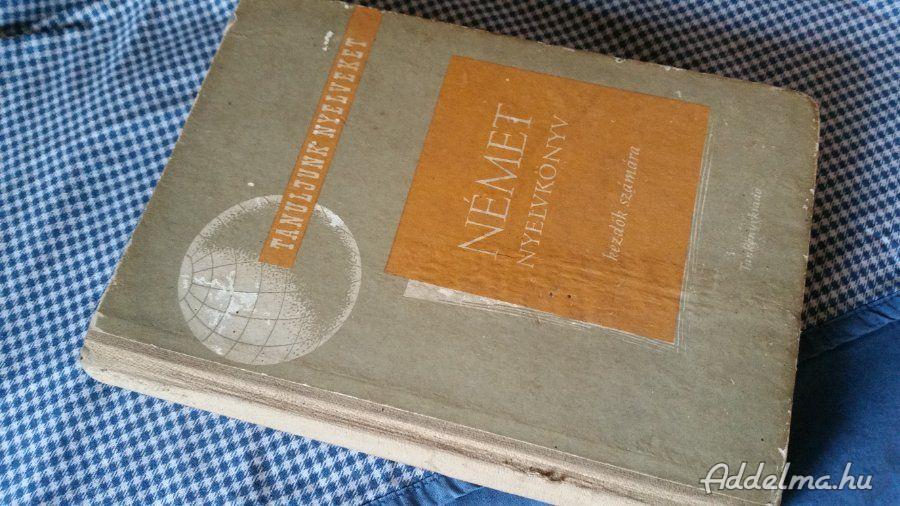 TANULJUNK NYELVEKET
NÉMET
NYELVKÖNYV
kezdők számára
Tankönyvkiadó
Addelma.hu